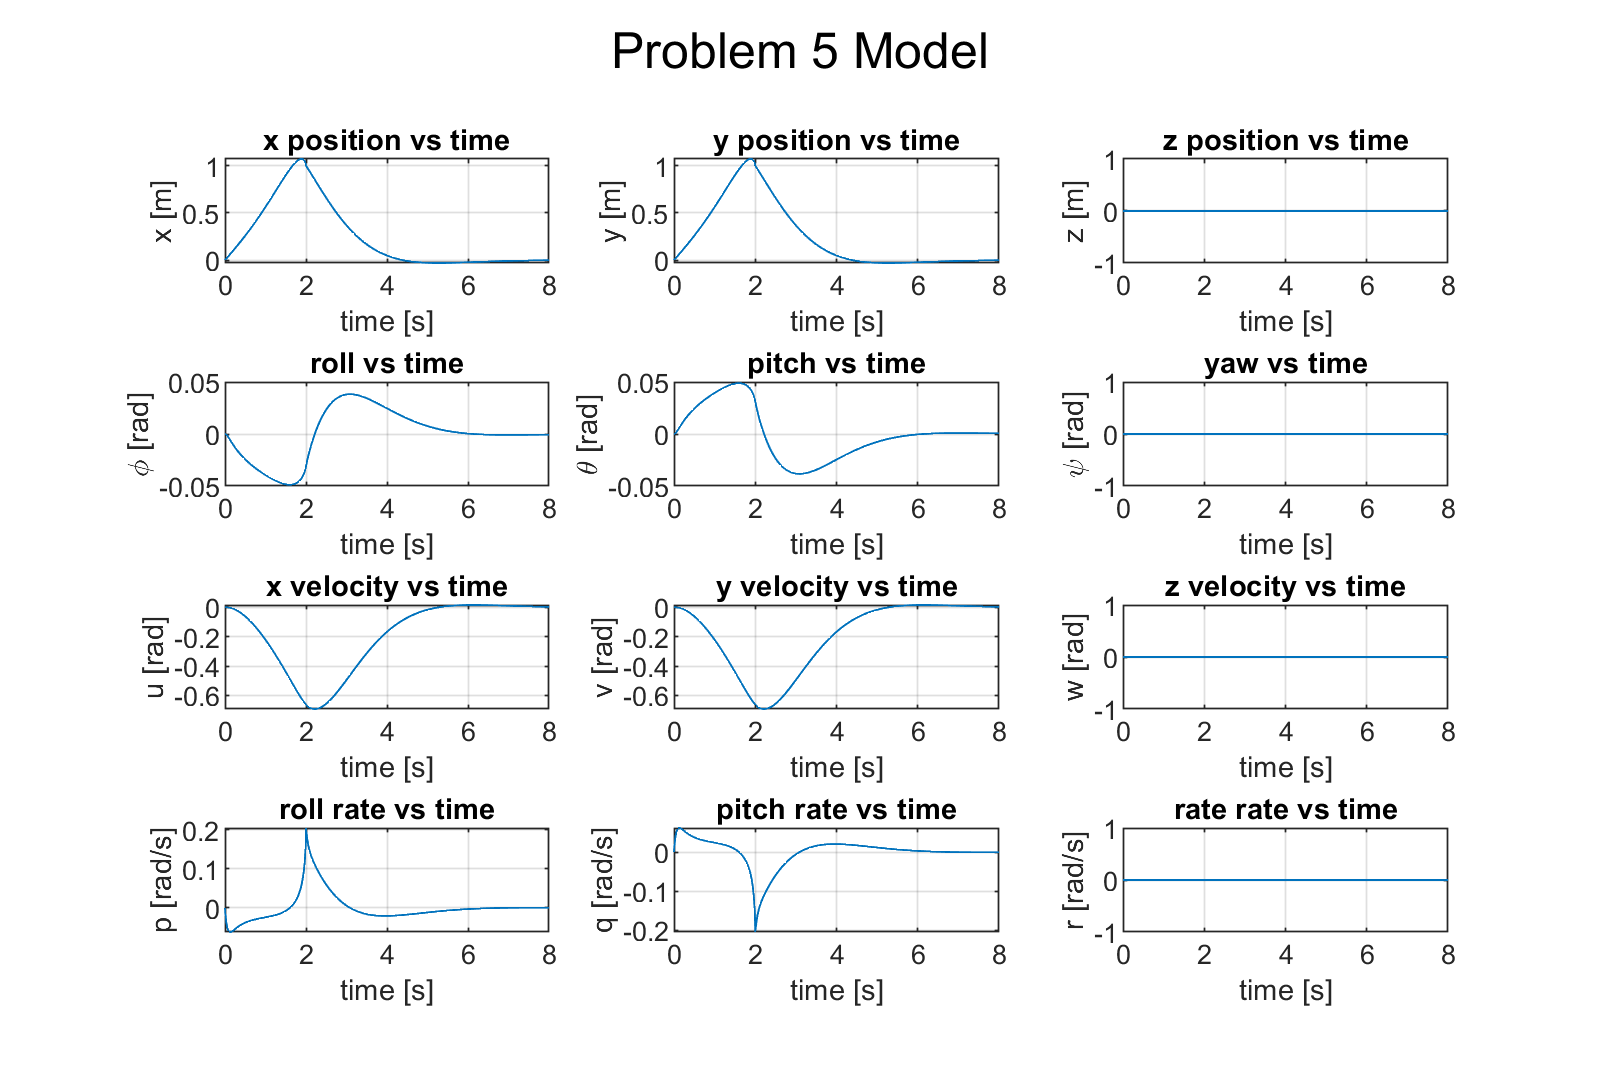 Problem 5 Model
x position vs time
x [m]
1
0.5
0
0 2 4 6 8
time [s]
y position vs time
y [m]
1
0.5
0
0 2 4 6 8
time [s]
z position vs time
z [m]
1
0
-1
0 2 4 6 8
time [s]
roll vs time
ϕ [rad]
0.05
0
-0.05
0 2 4 6 8
time [s]
pitch vs time
θ [rad]
0.05
0
-0.05
0 2 4 6 8
time [s]
yaw vs time
ψ [rad]
1
0
-1
0 2 4 6 8
time [s]
x velocity vs time
u [rad]
0
-0.2
-0.4
-0.6
0 2 4 6 8
time [s]
y velocity vs time
v [rad]
0
-0.2
-0.4
-0.6
0 2 4 6 8
time [s]
z velocity vs time
w [rad]
1
0
-1
0 2 4 6 8
time [s]
roll rate vs time
p [rad/s]
0.2
0.1
0
0 2 4 6 8
time [s]
pitch rate vs time
q [rad/s]
0
-0.1
-0.2
0 2 4 6 8
time [s]
rate rate vs time
r [rad/s]
1
0
-1
0 2 4 6 8
time [s]